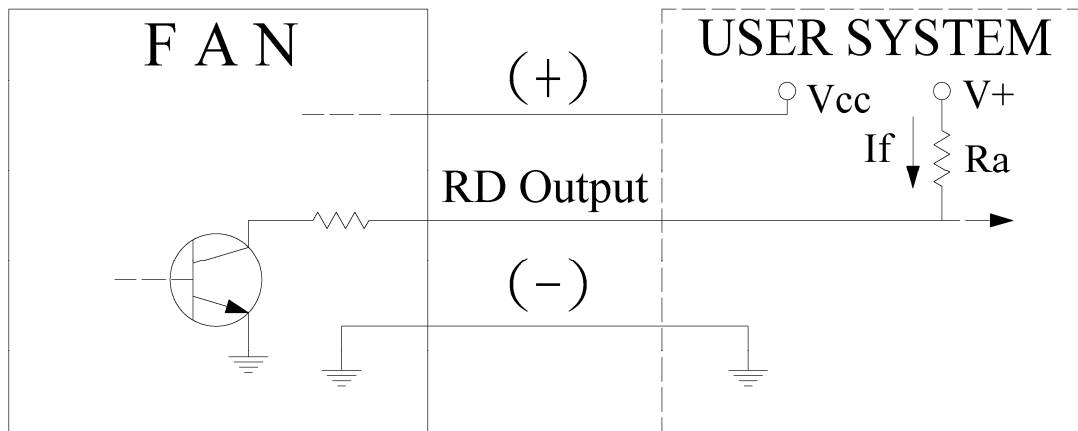 F A N
USER SYSTEM
(+)
Vcc
V+
If
Ra
RD Output
(-)